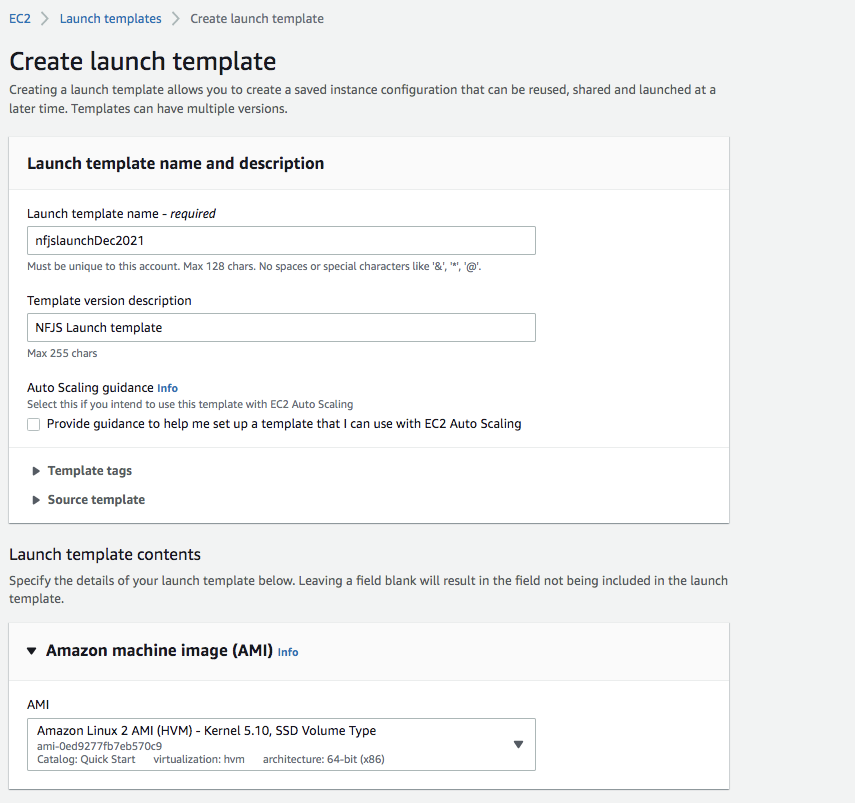 EC2 Launch templates Create launch template
Create launch template
Creating a launch template allows you to create a saved instance configuration that can be reused, shared and launched at a
later time. Templates can have multiple versions.
Launch template name and description
Launch template name - required
nfjslaunchDec2021
Must be unique to this account. Max 128 chars. No spaces or special characters like '&', '*', '@'.
Template version description
NFJS Launch template
Max 255 chars
Auto Scaling guidance Info
Select this if you intend to use this template with EC2 Auto Scaling
Provide guidance to help me set up a template that I can use with EC2 Auto Scaling
Template tags
Source template
Launch template contents
Specify the details of your launch template below. Leaving a field blank will result in the field not being included in the launch
template.
Amazon machine image (AMI) Info
AMI
Amazon Linux 2 AMI (HVM) - Kernel 5.10, SSD Volume Type
ami-0ed9277fb7eb570c9
Catalog: Quick Start virtualization: hvm architecture: 64-bit (x86)